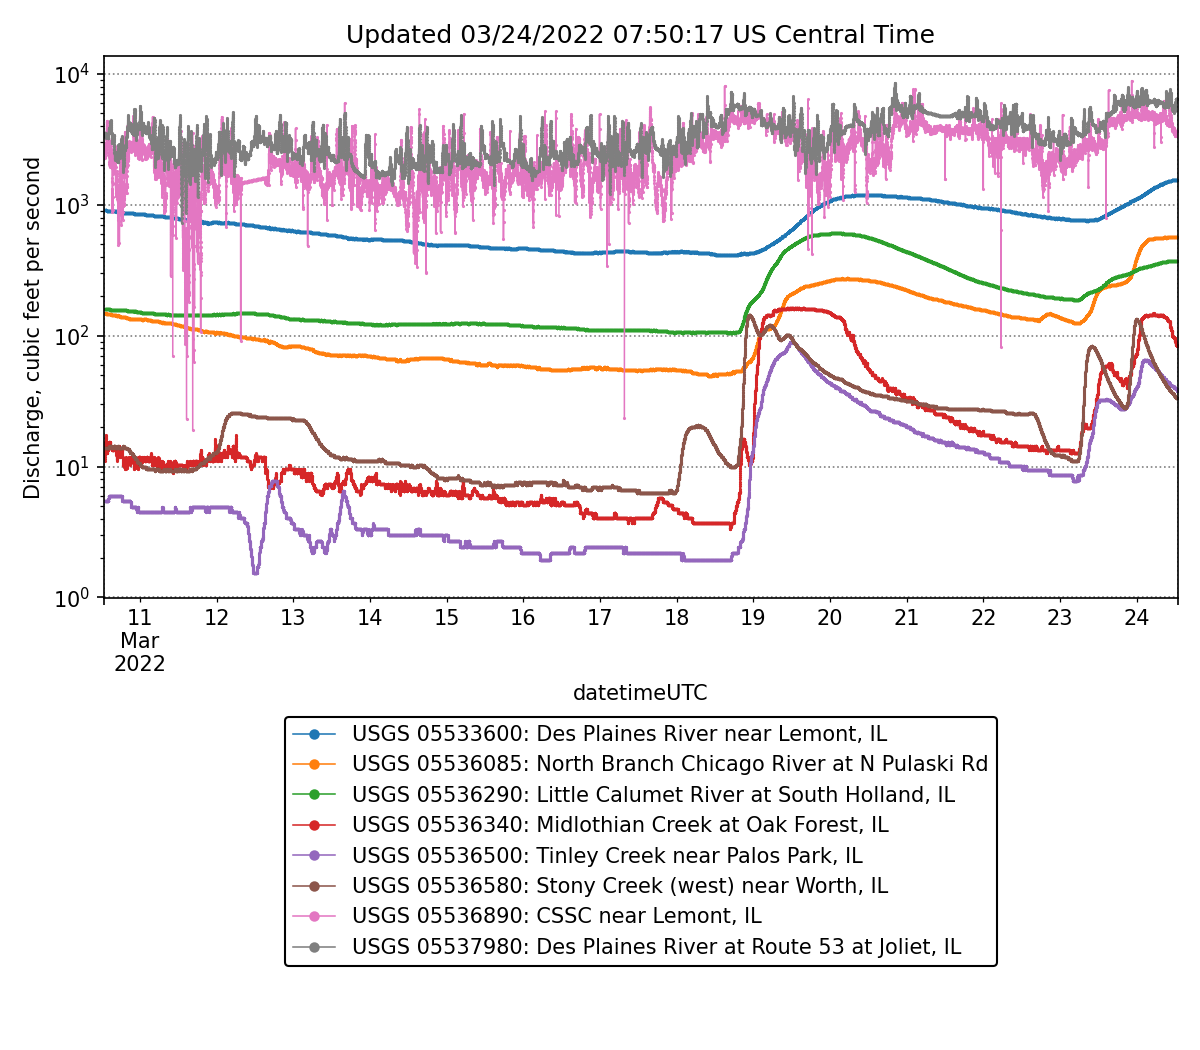 Updated 03/24/2022 07:50:17 US Central Time
Discharge, cubic feet per second
10^4
10^3
10^2
10^1
10^0
11 12 13 14 15 16 17 18 19 20 21 22 23 24
Mar
2022
datetimeUTC
USGS 05533600: Des Plaines River near Lemont, IL
USGS 05536085: North Branch Chicago River at N Pulaski Rd
USGS 05536290: Little Calumet River at South Holland, IL
USGS 05536340: Midlothian Creek at Oak Forest, IL
USGS 05536500: Tinley Creek near Palos Park, IL
USGS 05536580: Stony Creek (west) near Worth, IL
USGS 05536890: CSSC near Lemont, IL
USGS 05537980: Des Plaines River at Route 53 at Joliet, IL